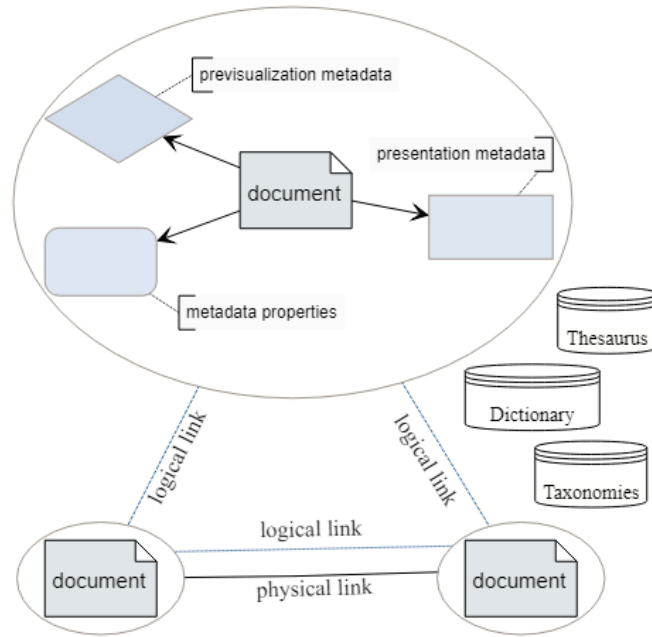 previsualization metadata
presentation metadata
document
metadata properties
Thesaurus
Dictionary
Taxonomies
logical link
logical link
logical link
document
physical link
document